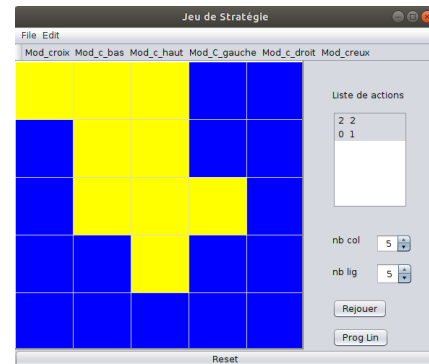 Jeu de Stratégie
File Edit
Mod_croix Mod_c_bas Mod_c_haut Mod_C_gauche Mod_c_droit Mod_creux
Liste de actions
2 2
0 1
nb col 5
nb lig 5
Rejouer
Prog Lin
Reset